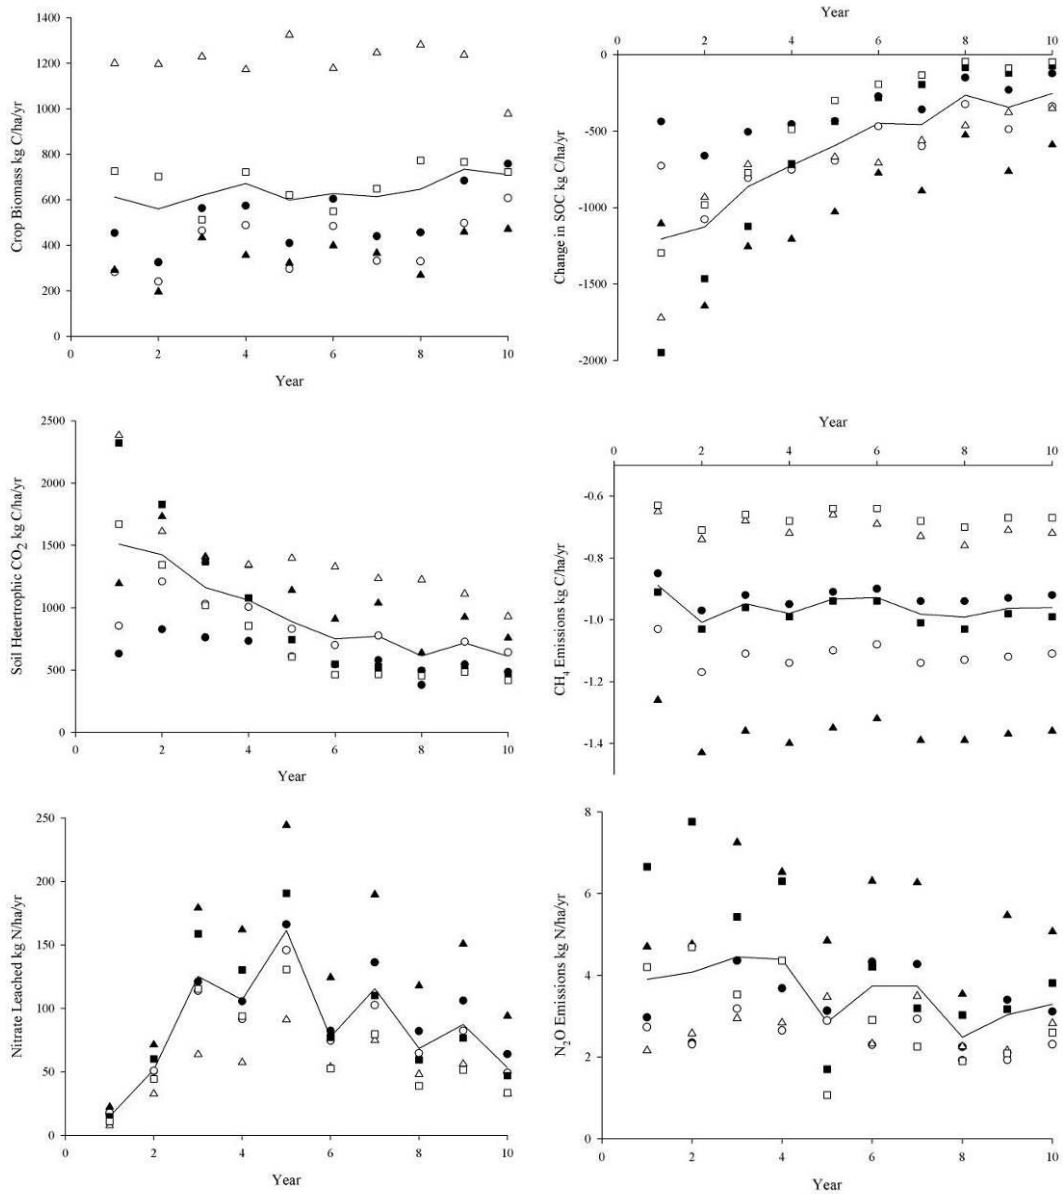 Crop Biomass kg C/ha/yr
1400
1200
1000
800
600
400
200
0
0 2 4 6 8 10
Year
Year
0 2 4 6 8 10
Change in SOC kg C/ha/yr
0
-500
-1000
-1500
-2000
Soil Hetertrophic CO2 kg C/ha/yr
2500
2000
1500
1000
500
0
0 2 4 6 8 10
Year
Year
0 2 4 6 8 10
CH4 Emissions kg C/ha/yr
-0.6
-0.8
-1.0
-1.2
-1.4
Nitrate Leached kg N/ha/yr
250
200
150
100
50
0
0 2 4 6 8 10
Year
N2O Emissions kg N/ha/yr
8
6
4
2
0
0 2 4 6 8 10
Year